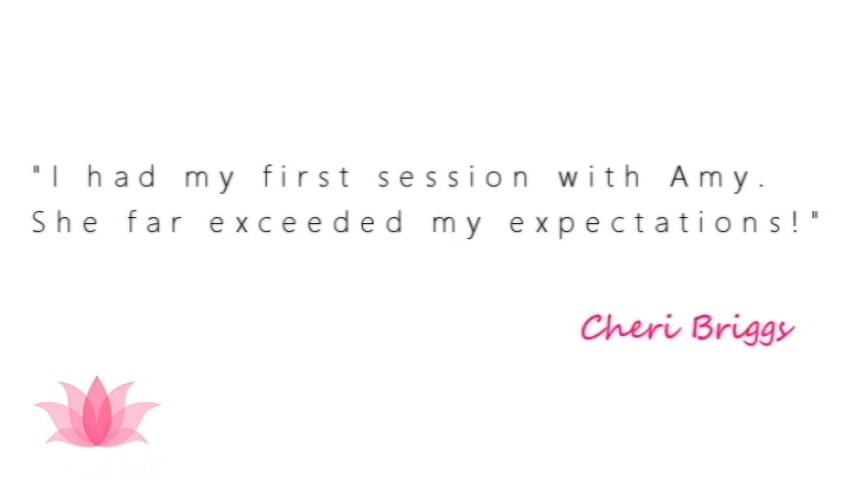 "I had my first session with Amy.
She far exceeded my expectations!"
Cheri Briggs